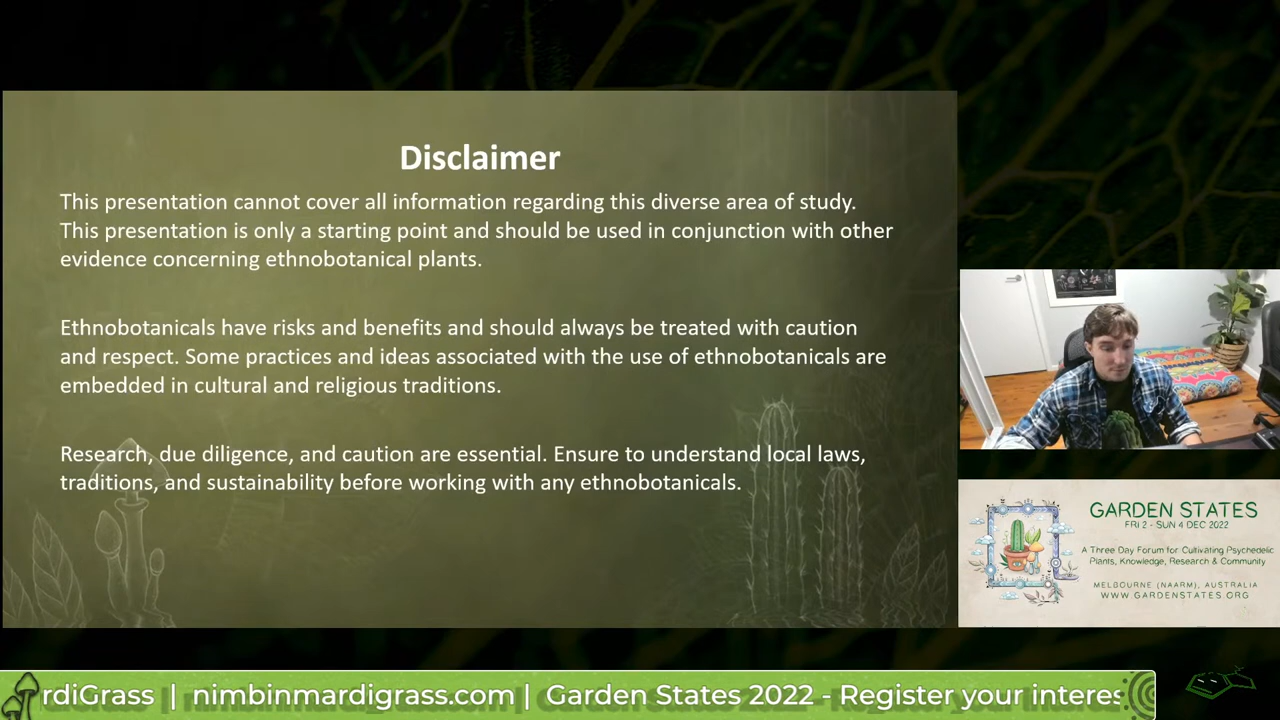 Disclaimer
This presentation cannot cover all information regarding this diverse area of study.
This presentation is only a starting point and should be used in conjunction with other
evidence concerning ethnobotanical plants.
Ethnobotanicals have risks and benefits and should always be treated with caution
and respect. Some practices and ideas associated with the use of ethnobotanicals are
embedded in cultural and religious traditions.
Research, due diligence, and caution are essential. Ensure to understand local laws,
traditions, and sustainability before working with any ethnobotanicals.
GARDEN STATES
FRI 2 - SUN 4 DEC 2022
A Three Day Forum for Cultivating Psychedelic
Plants, Knowledge, Research & Community
MELBOURNE (NAARM), AUSTRALIA
WWW.GARDENSTATES.ORG
rdiGrass | nimbinmardigrass.com | Garden States 2022 - Register your interes